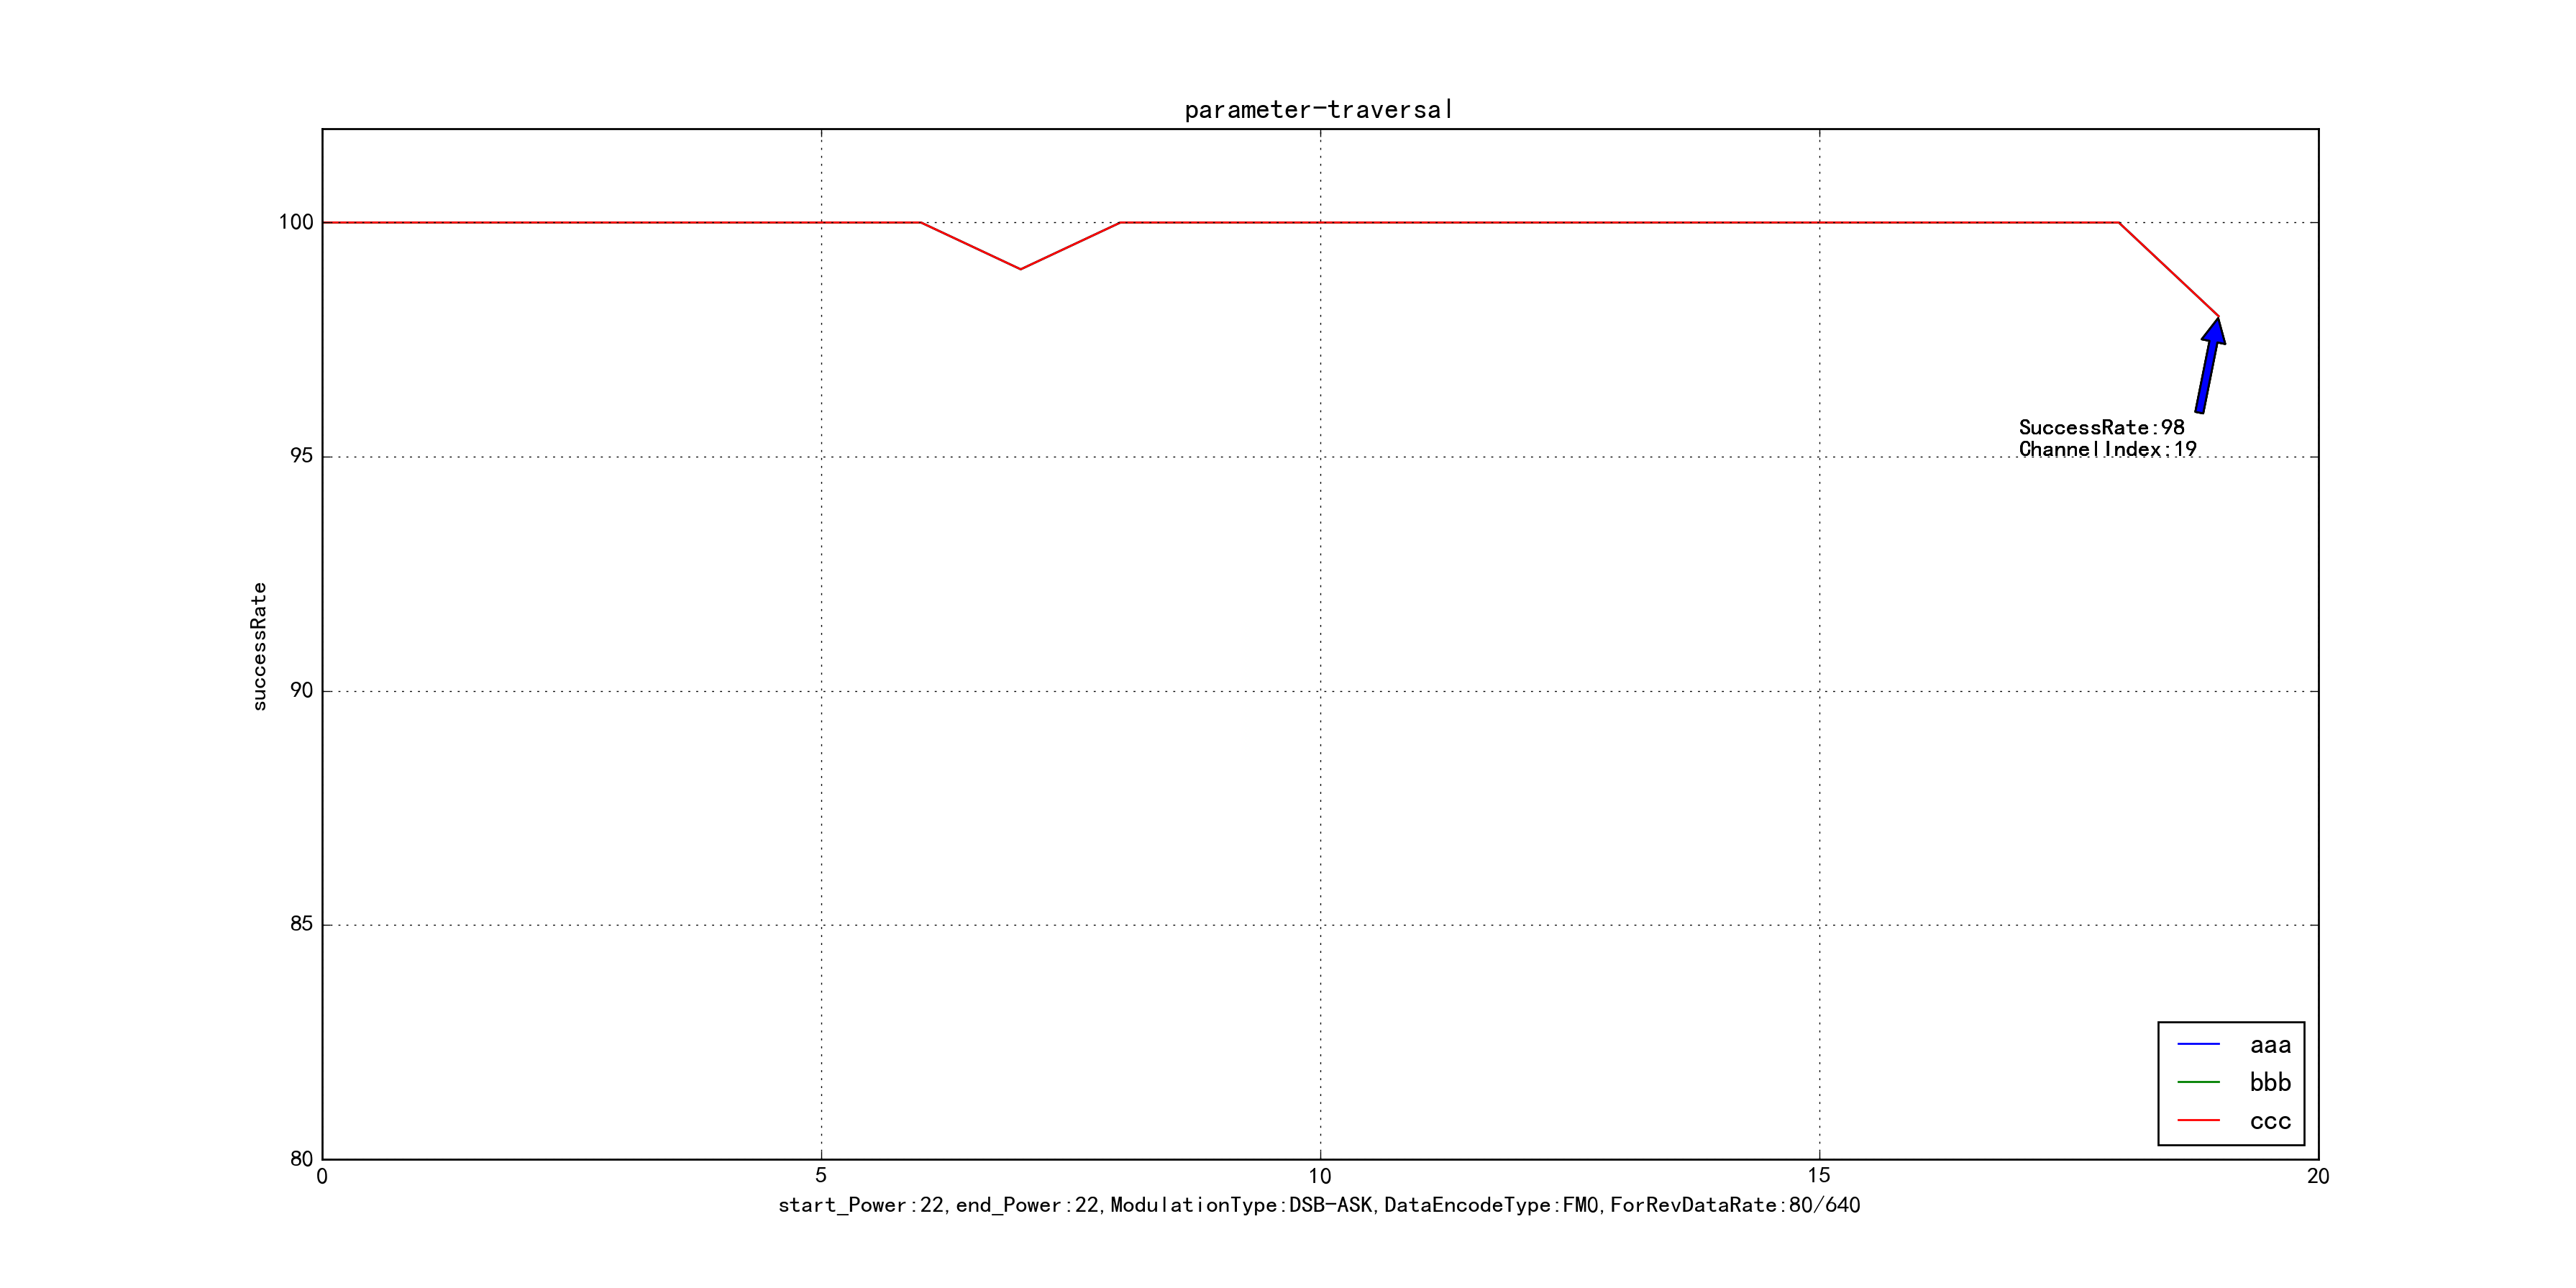 parameter-traversal
100
95
90
85
80
successRate
SuccessRate:98
ChannelIndex:19
aaa
bbb
ccc
0 5 10 15 20
start_Power:22,end_Power:22,ModulationType:DSB-ASK,DataEncodeType:FM0,ForRevDataRate:80/640